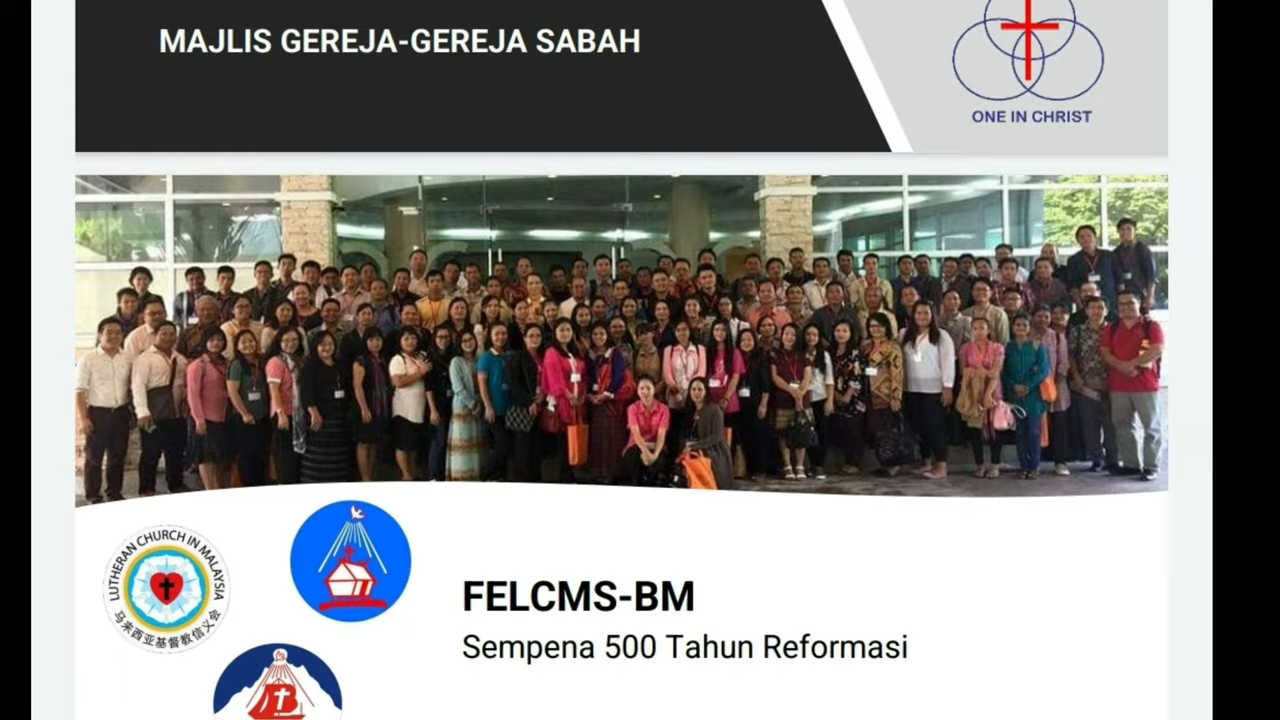 MAJLIS GEREJA-GEREJA SABAH
ONE IN CHRIST
LUTHERAN CHURCH IN MALAYSIA
马来西亚基督教信义会
FELCMS-BM
Sempena 500 Tahun Reformasi